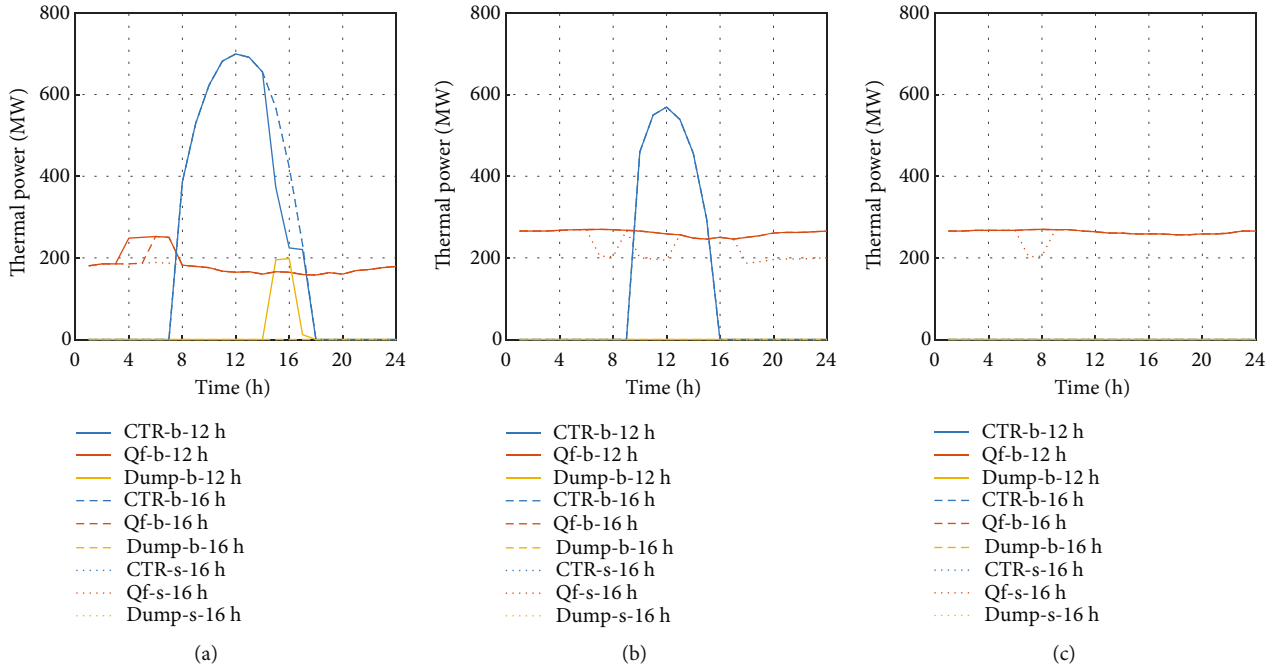 800
600
400
200
0
Thermal power (MW)
0 4 8 12 16 20 24
Time (h)
CTR-b-12 h
Qf-b-12 h
Dump-b-12 h
CTR-b-16 h
Qf-b-16 h
Dump-b-16 h
CTR-s-16 h
Qf-s-16 h
Dump-s-16 h
(a)
800
600
400
200
0
Thermal power (MW)
0 4 8 12 16 20 24
Time (h)
CTR-b-12 h
Qf-b-12 h
Dump-b-12 h
CTR-b-16 h
Qf-b-16 h
Dump-b-16 h
CTR-s-16 h
Qf-s-16 h
Dump-s-16 h
(b)
800
600
400
200
0
Thermal power (MW)
0 4 8 12 16 20 24
Time (h)
CTR-b-12 h
Qf-b-12 h
Dump-b-12 h
CTR-b-16 h
Qf-b-16 h
Dump-b-16 h
CTR-s-16 h
Qf-s-16 h
Dump-s-16 h
(c)